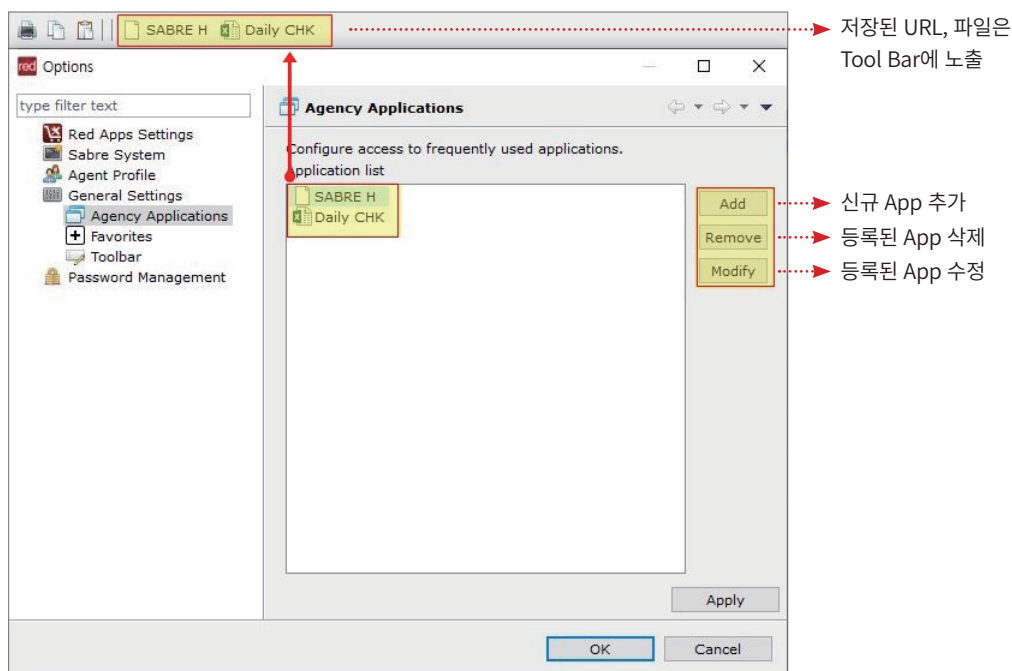 SABRE H Daily CHK
저장된 URL, 파일은
Tool Bar에 노출
red Options
type filter text
Red Apps Settings
Sabre System
Agent Profile
General Settings
Agency Applications
Favorites
Toolbar
Password Management
Agency Applications
Configure access to frequently used applications.
Application list
SABRE H
Daily CHK
Add
신규 App 추가
Remove
등록된 App 삭제
Modify
등록된 App 수정
Apply
OK
Cancel